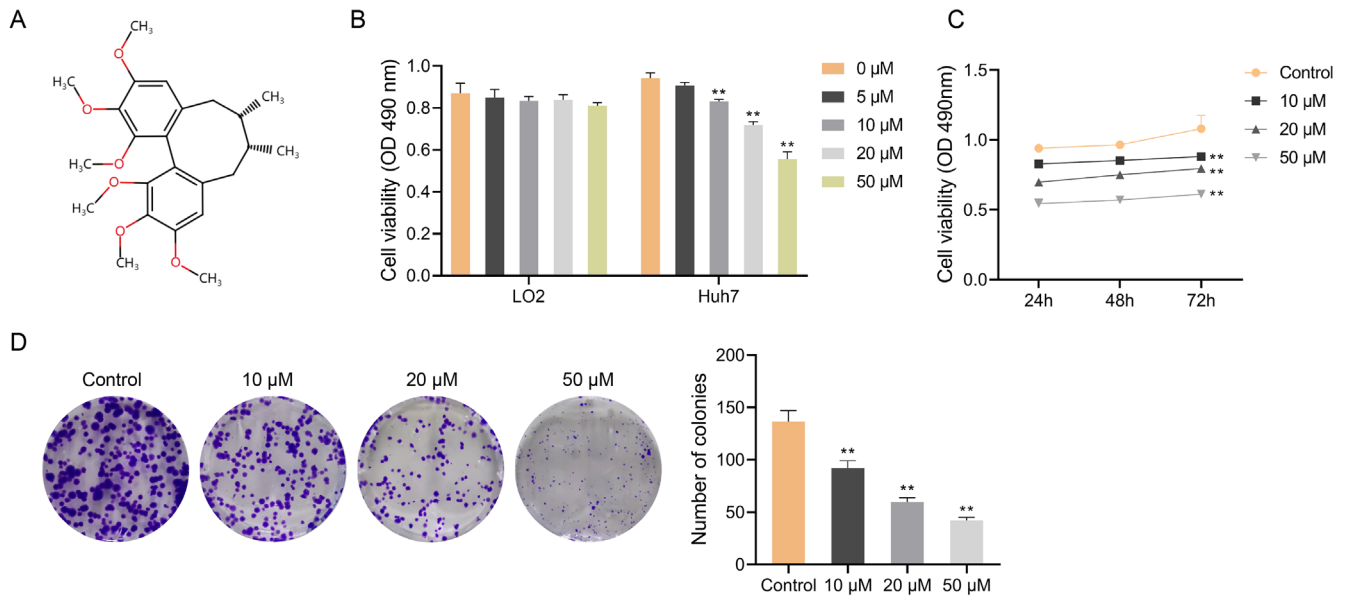 A
CH₃
O
H₃C
O
CH₃
CH₃
H₃C
O
O
H₃C
O
O
CH₃
O
CH₃
B
Cell viability (OD 490 nm)
1.0
0.8
0.6
0.4
0.2
0.0
**
**
**
LO2
Huh7
0 μM
5 μM
10 μM
20 μM
50 μM
C
Cell viability (OD 490nm)
1.5
1.0
0.5
0.0
**
**
**
24h
48h
72h
Control
10 μM
20 μM
50 μM
D
Control
10 μM
20 μM
50 μM
Number of colonies
200
150
100
50
0
**
**
**
Control
10 μM
20 μM
50 μM